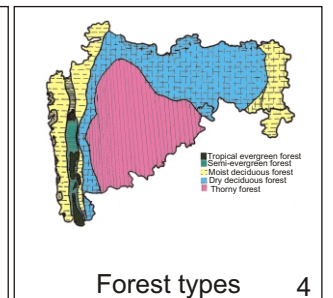 Tropical evergreen forest
Semi-evergreen forest
Moist deciduous forest
Dry deciduous forest
Thorny forest
Forest types
4